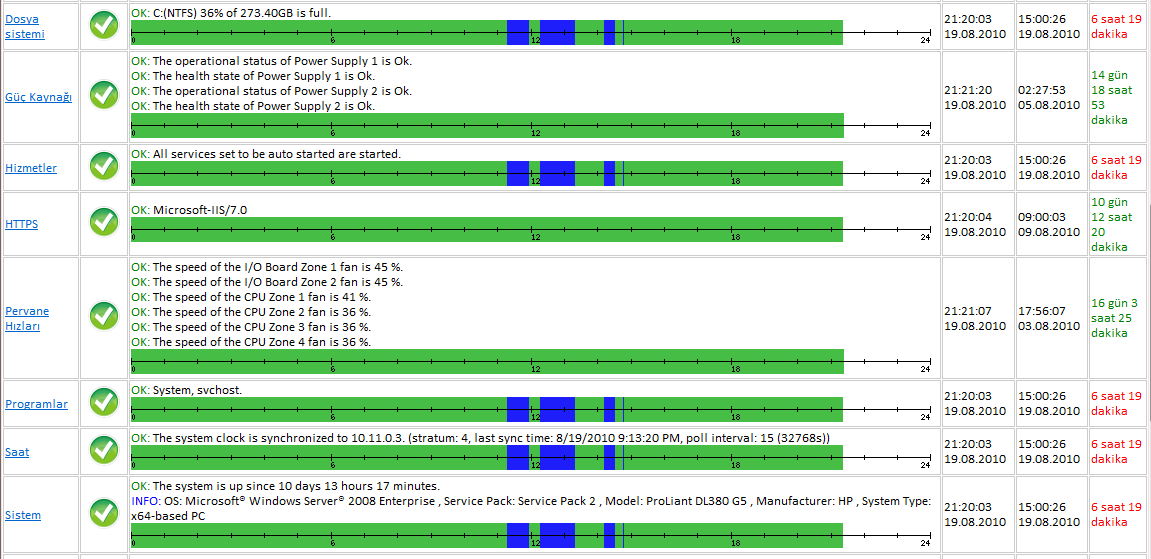 Dosya
sistemi
OK: C:(NTFS) 36% of 273.40GB is full.
0 6 12 18 24
21:20:03
19.08.2010
15:00:26
19.08.2010
6 saat 19
dakika
Güç Kaynağı
OK: The operational status of Power Supply 1 is Ok.
OK: The health state of Power Supply 1 is Ok.
OK: The operational status of Power Supply 2 is Ok.
OK: The health state of Power Supply 2 is Ok.
0 6 12 18 24
21:21:20
19.08.2010
02:27:53
05.08.2010
14 gün
18 saat
53
dakika
Hizmetler
OK: All services set to be auto started are started.
0 6 12 18 24
21:20:03
19.08.2010
15:00:26
19.08.2010
6 saat 19
dakika
HTTPS
OK: Microsoft-IIS/7.0
0 6 12 18 24
21:20:04
19.08.2010
09:00:03
09.08.2010
10 gün
12 saat
20
dakika
Pervane
Hızları
OK: The speed of the I/O Board Zone 1 fan is 45 %.
OK: The speed of the I/O Board Zone 2 fan is 45 %.
OK: The speed of the CPU Zone 1 fan is 41 %.
OK: The speed of the CPU Zone 2 fan is 36 %.
OK: The speed of the CPU Zone 3 fan is 36 %.
OK: The speed of the CPU Zone 4 fan is 36 %.
0 6 12 18 24
21:21:07
19.08.2010
17:56:07
03.08.2010
16 gün 3
saat 25
dakika
Programlar
OK: System, svchost.
0 6 12 18 24
21:20:03
19.08.2010
15:00:26
19.08.2010
6 saat 19
dakika
Saat
OK: The system clock is synchronized to 10.11.0.3. (stratum: 4, last sync time: 8/19/2010 9:13:20 PM, poll interval: 15 (32768s))
0 6 12 18 24
21:20:03
19.08.2010
15:00:26
19.08.2010
6 saat 19
dakika
Sistem
OK: The system is up since 10 days 13 hours 17 minutes.
INFO: OS: Microsoft® Windows Server® 2008 Enterprise , Service Pack: Service Pack 2 , Model: ProLiant DL380 G5 , Manufacturer: HP , System Type:
x64-based PC
0 6 12 18 24
21:20:03
19.08.2010
15:00:26
19.08.2010
6 saat 19
dakika